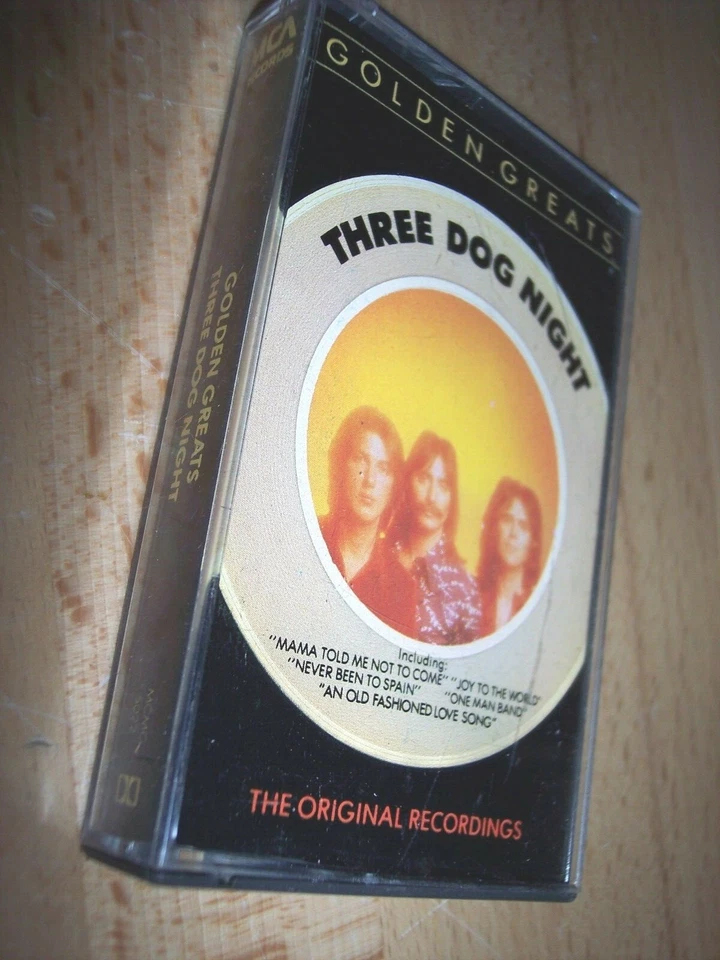 MCA
RECORDS
GOLDEN GREATS
THREE DOG NIGHT
GOLDEN GREATS
THREE DOG NIGHT
Including:
"MAMA TOLD ME NOT TO COME" "JOY TO THE WORLD"
"NEVER BEEN TO SPAIN" "ONE MAN BAND"
"AN OLD FASHIONED LOVE SONG"
THE ORIGINAL RECORDINGS